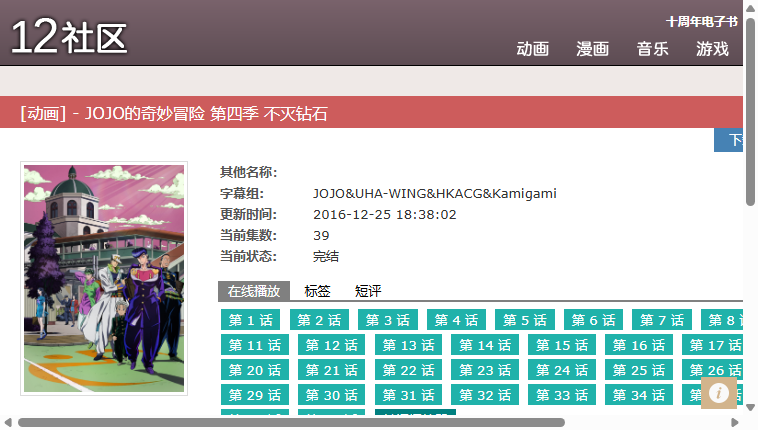 十周年电子书
12社区
动画 漫画 音乐 游戏
[动画] - JOJO的奇妙冒险 第四季 不灭钻石
其他名称:
字幕组: JOJO&UHA-WING&HKACG&Kamigami
更新时间: 2016-12-25 18:38:02
当前集数: 39
当前状态: 完结
在线播放 标签 短评
第 1 话 第 2 话 第 3 话 第 4 话 第 5 话 第 6 话 第 7 话 第 8
第 11 话 第 12 话 第 13 话 第 14 话 第 15 话 第 16 话 第 17 话
第 20 话 第 21 话 第 22 话 第 23 话 第 24 话 第 25 话 第 26 话
第 29 话 第 30 话 第 31 话 第 32 话 第 33 话 第 34 话